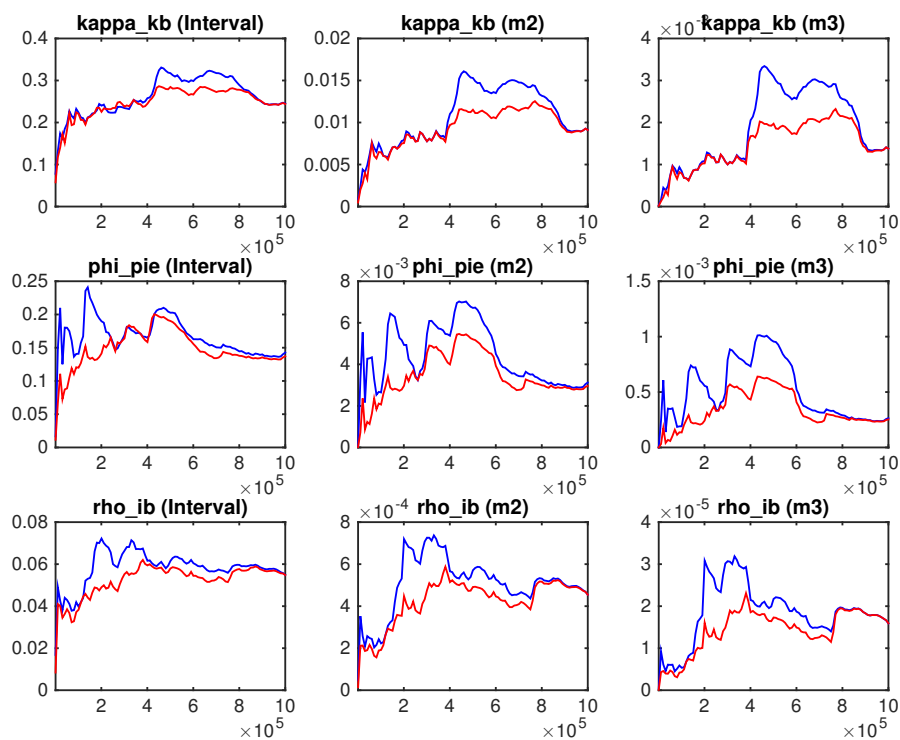 kappa_kb (Interval) kappa_kb (m2) kappa_kb (m3)
0.4 0.02 4 ×10-3
0.3 0.015 3
0.2 0.01 2
0.1 0.005 1
0 0 0
2 4 6 8 10 2 4 6 8 10 2 4 6 8 10
×10 5 ×10 5 ×10 5
phi_pie (Interval) phi_pie (m2) phi_pie (m3)
0.25 8 ×10 -3 1.5 ×10 -3
0.2 6
0.15 1
0.1 4
0.05 2 0.5
0 0 0
2 4 6 8 10 2 4 6 8 10 2 4 6 8 10
×10 5 ×10 5 ×10 5
rho_ib (Interval) rho_ib (m2) rho_ib (m3)
0.08 8 ×10 -4 4 ×10 -5
0.06 6 3
0.04 4 2
0.02 2 1
0 0 0
2 4 6 8 10 2 4 6 8 10 2 4 6 8 10
×10 5 ×10 5 ×10 5